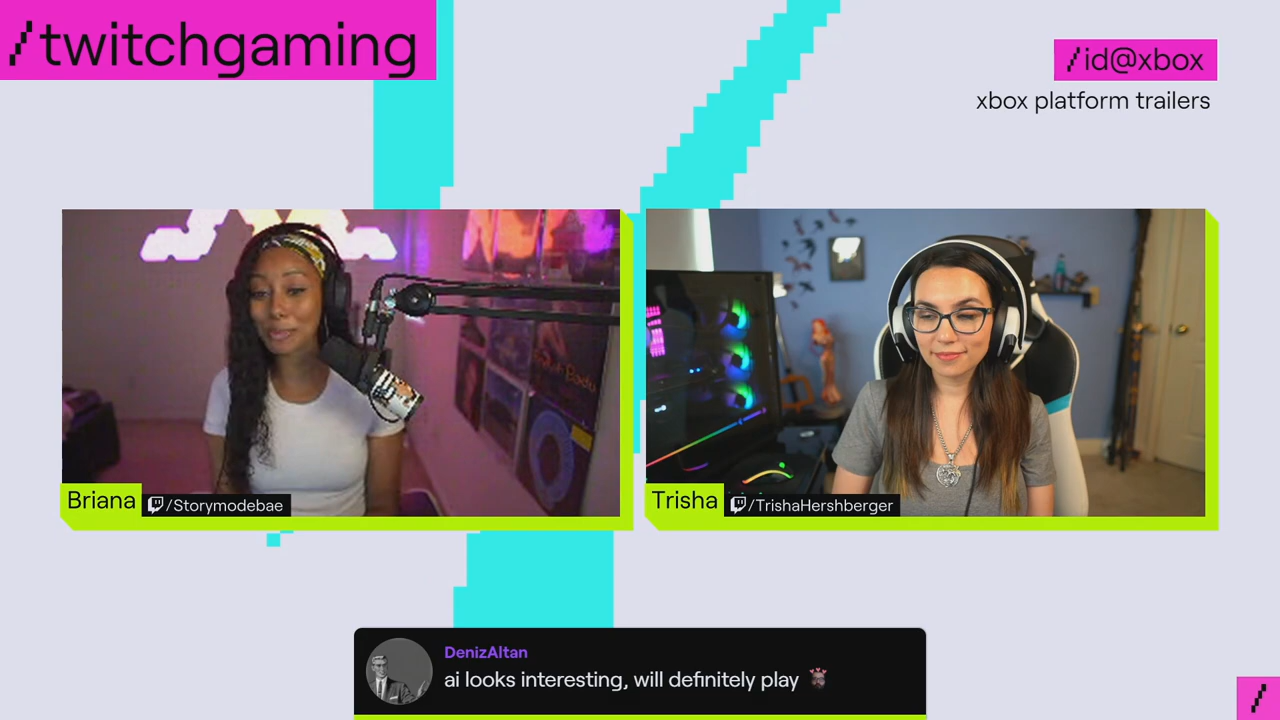 /twitchgaming
/id@xbox
xbox platform trailers
Briana
/Storymodebae
Trisha
/TrishaHershberger
DenizAltan
ai looks interesting, will definitely play
/